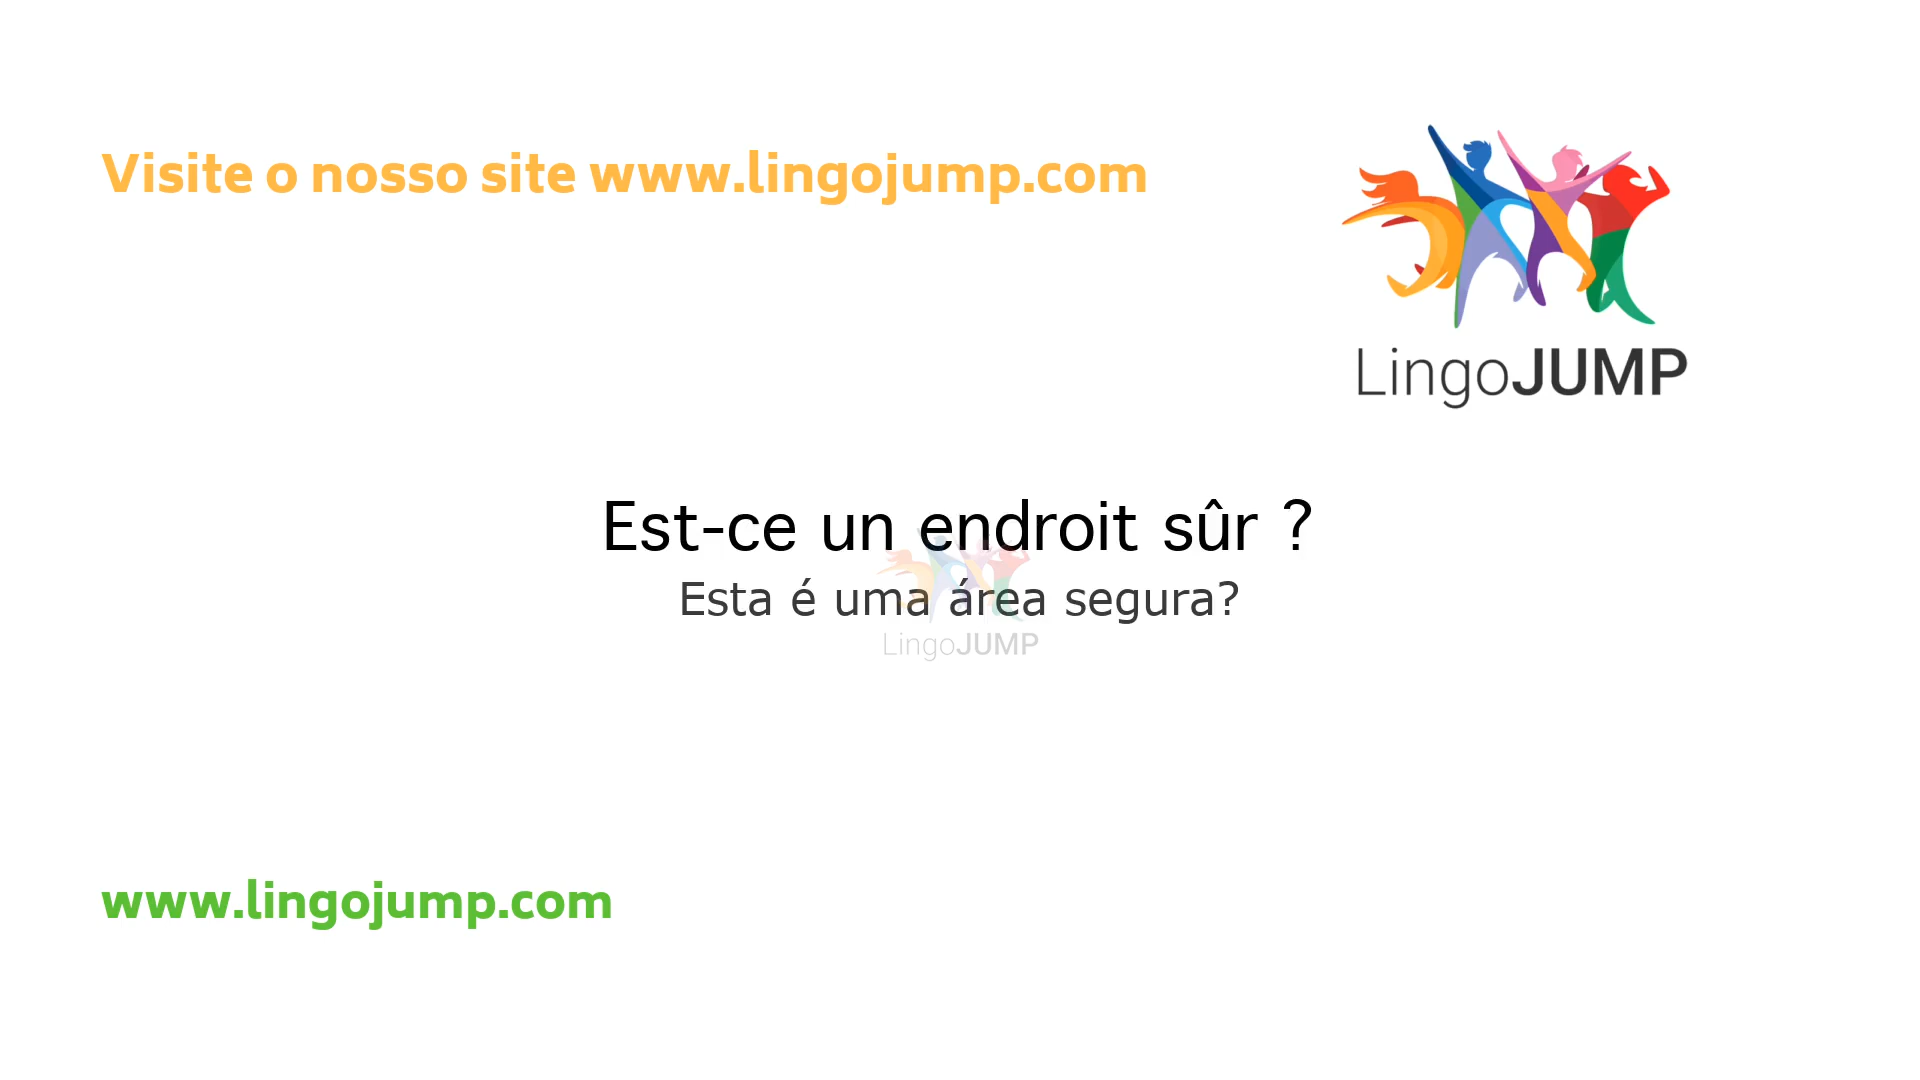 Visite o nosso site www.lingojump.com
LingoJUMP
Est-ce un endroit sûr ?
Esta é uma área segura?
LingoJUMP
www.lingojump.com